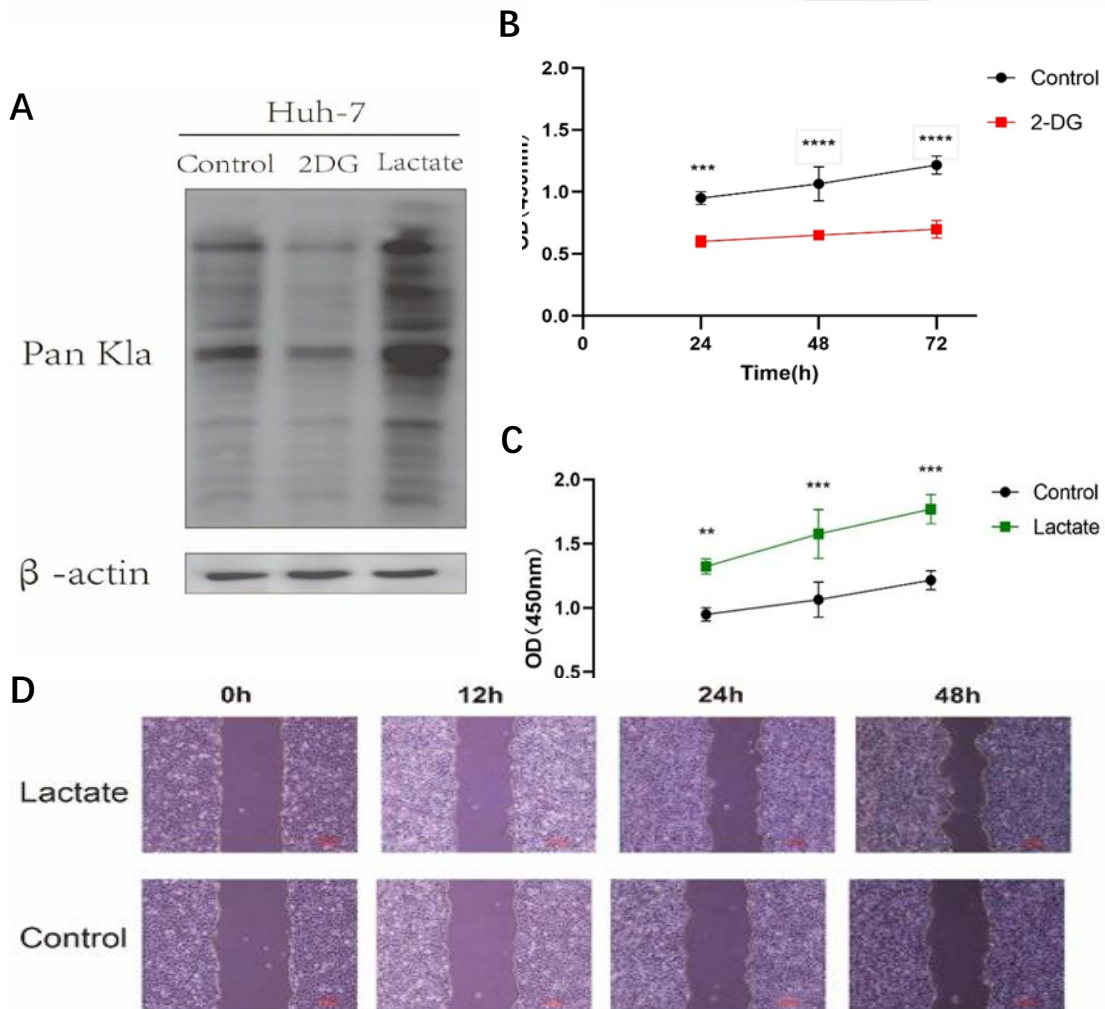 A
Huh-7
Control 2DG Lactate
Pan Kla
β -actin
B
2.0
1.5
1.0
0.5
0.0
0 24 48 72
Time(h)
*** **** ****
Control
2-DG
C
2.0
1.5
1.0
0.5
OD(450nm)
** *** ***
Control
Lactate
D
0h 12h 24h 48h
Lactate
Control